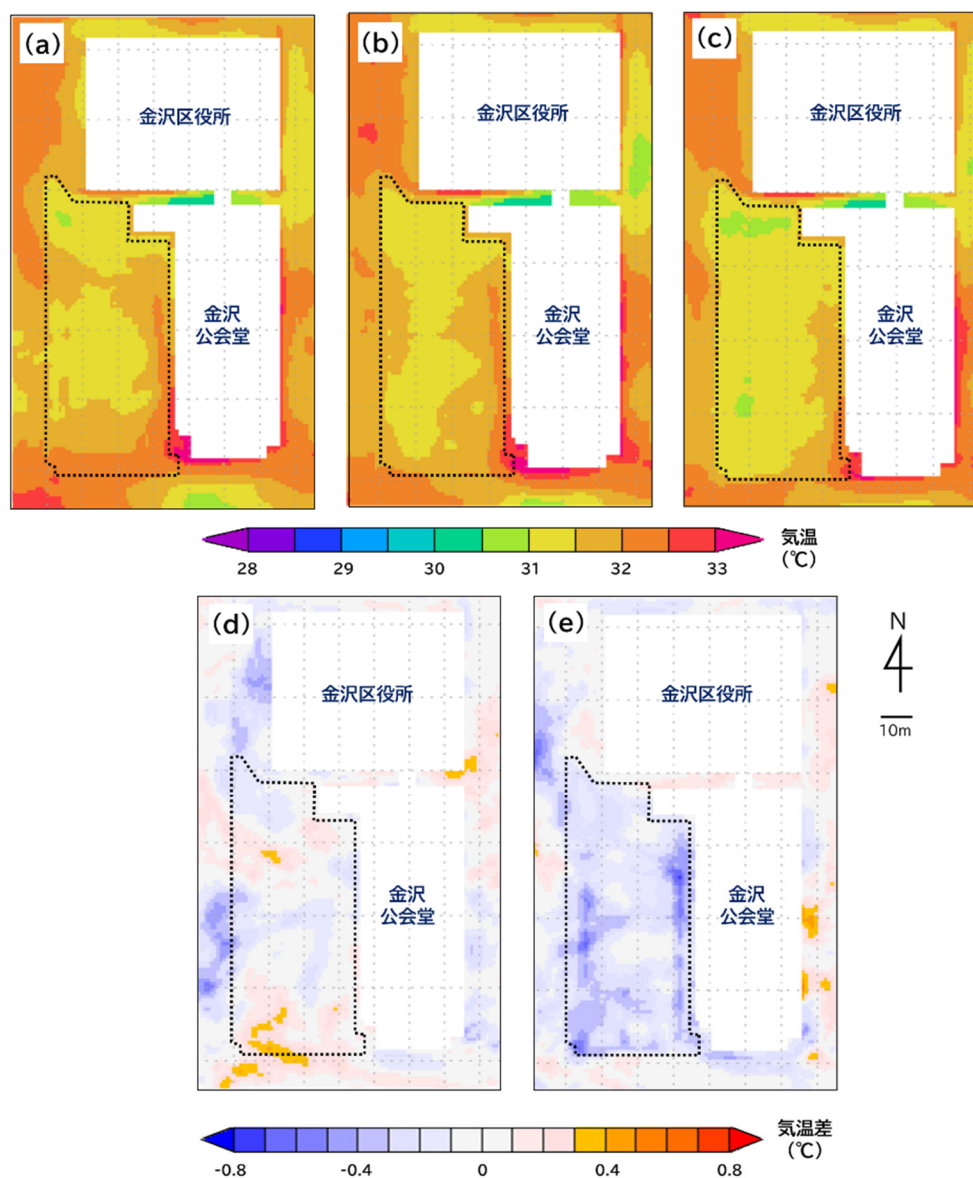 (a)
金沢区役所
金沢
公会堂
(b)
金沢区役所
金沢
公会堂
(c)
金沢区役所
金沢
公会堂
28 29 30 31 32 33
気温
(℃)
(d)
金沢区役所
金沢
公会堂
(e)
金沢区役所
金沢
公会堂
N
10m
-0.8 -0.4 0 0.4 0.8
気温差
(℃)